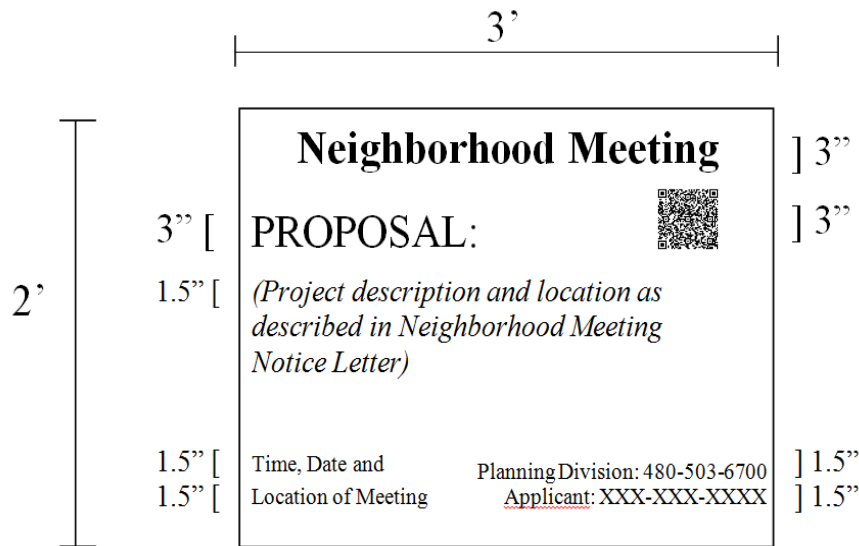 3’
Neighborhood Meeting ] 3”
3” [ PROPOSAL: ] 3”
2’
1.5” [ (Project description and location as
described in Neighborhood Meeting
Notice Letter)
1.5” [ Time, Date and Planning Division: 480-503-6700 ] 1.5”
1.5” [ Location of Meeting Applicant: XXX-XXX-XXXX ] 1.5”